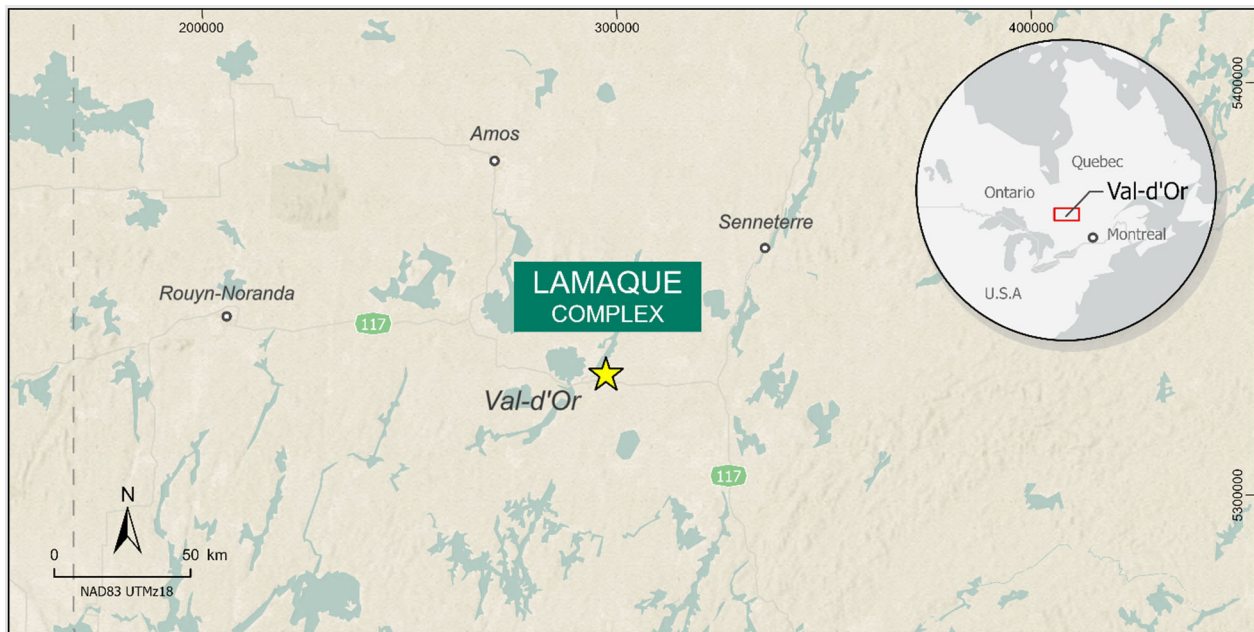 200000
300000
400000
5400000
Amos
Quebec
Ontario
Val-d'Or
Senneterre
Montreal
LAMAQUE
COMPLEX
Rouyn-Noranda
U.S.A
117
Val-d'Or
117
5300000
N
0
50 km
NAD83 UTMz18